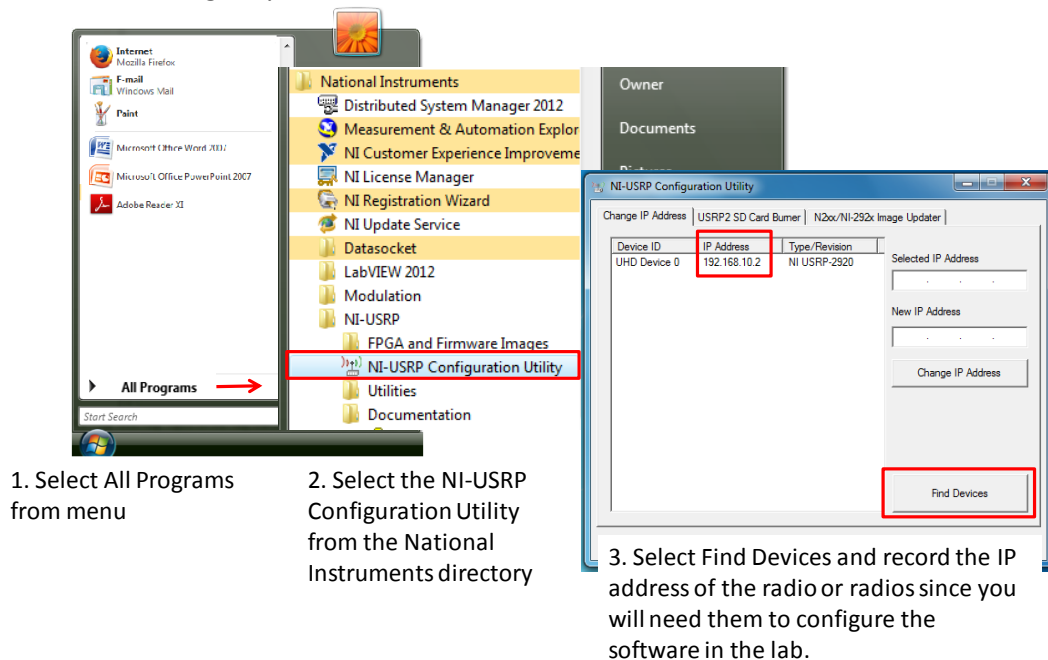 Internet
Mozilla Firefox
E-mail
Windows Mail
Paint
Microsoft Office Word 2007
Microsoft Office PowerPoint 2007
Adobe Reader XI
All Programs
Start Search
National Instruments
Distributed System Manager 2012
Measurement & Automation Explor
NI Customer Experience Improveme
NI License Manager
NI Registration Wizard
NI Update Service
Datasocket
LabVIEW 2012
Modulation
NI-USRP
FPGA and Firmware Images
NI-USRP Configuration Utility
Utilities
Documentation
Owner
Documents
NI-USRP Configuration Utility
Change IP Address USRP2 SD Card Burner N2xx/NI-292x Image Updater
Device ID IP Address Type/Revision
UHD Device 0 192.168.10.2 NI USRP-2920
Selected IP Address
New IP Address
Change IP Address
Find Devices
1. Select All Programs
from menu
2. Select the NI-USRP
Configuration Utility
from the National
Instruments directory
3. Select Find Devices and record the IP
address of the radio or radios since you
will need them to configure the
software in the lab.